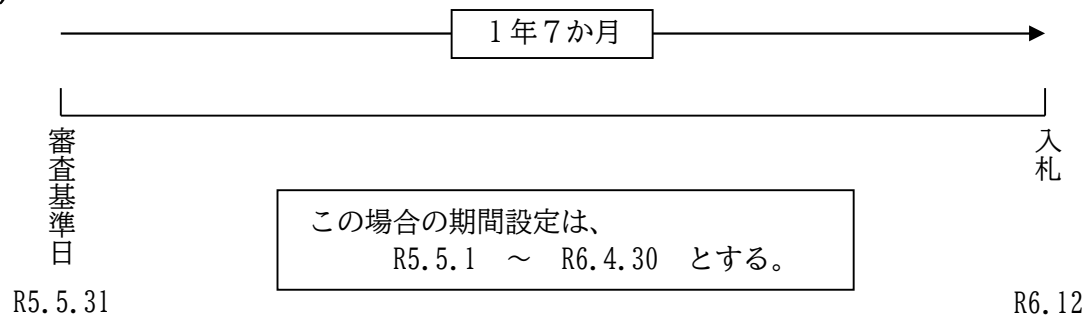 １年７か月
審査基準日
入札
この場合の期間設定は、
R5.5.1 ～ R6.4.30 とする。
R5.5.31
R6.12